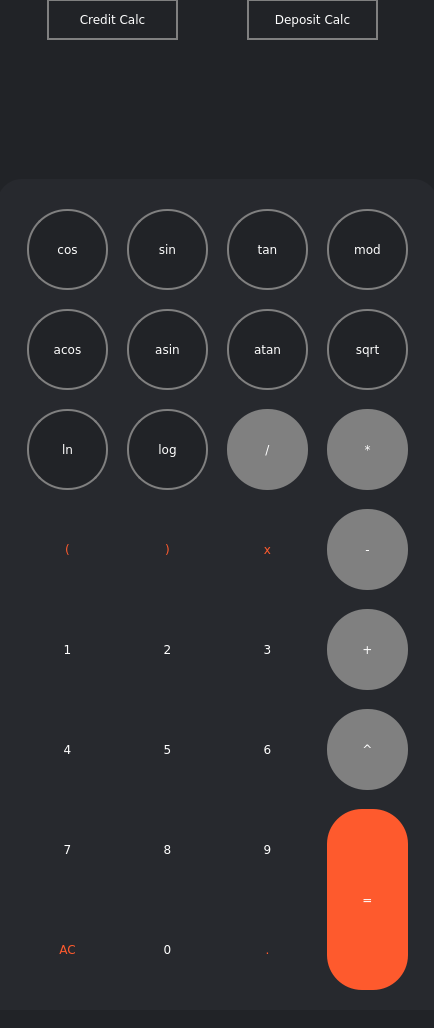 Credit Calc Deposit Calc
cos sin tan mod
acos asin atan sqrt
ln log / *
( ) x -
1 2 3 +
4 5 6 ^
7 8 9
=
AC 0 .